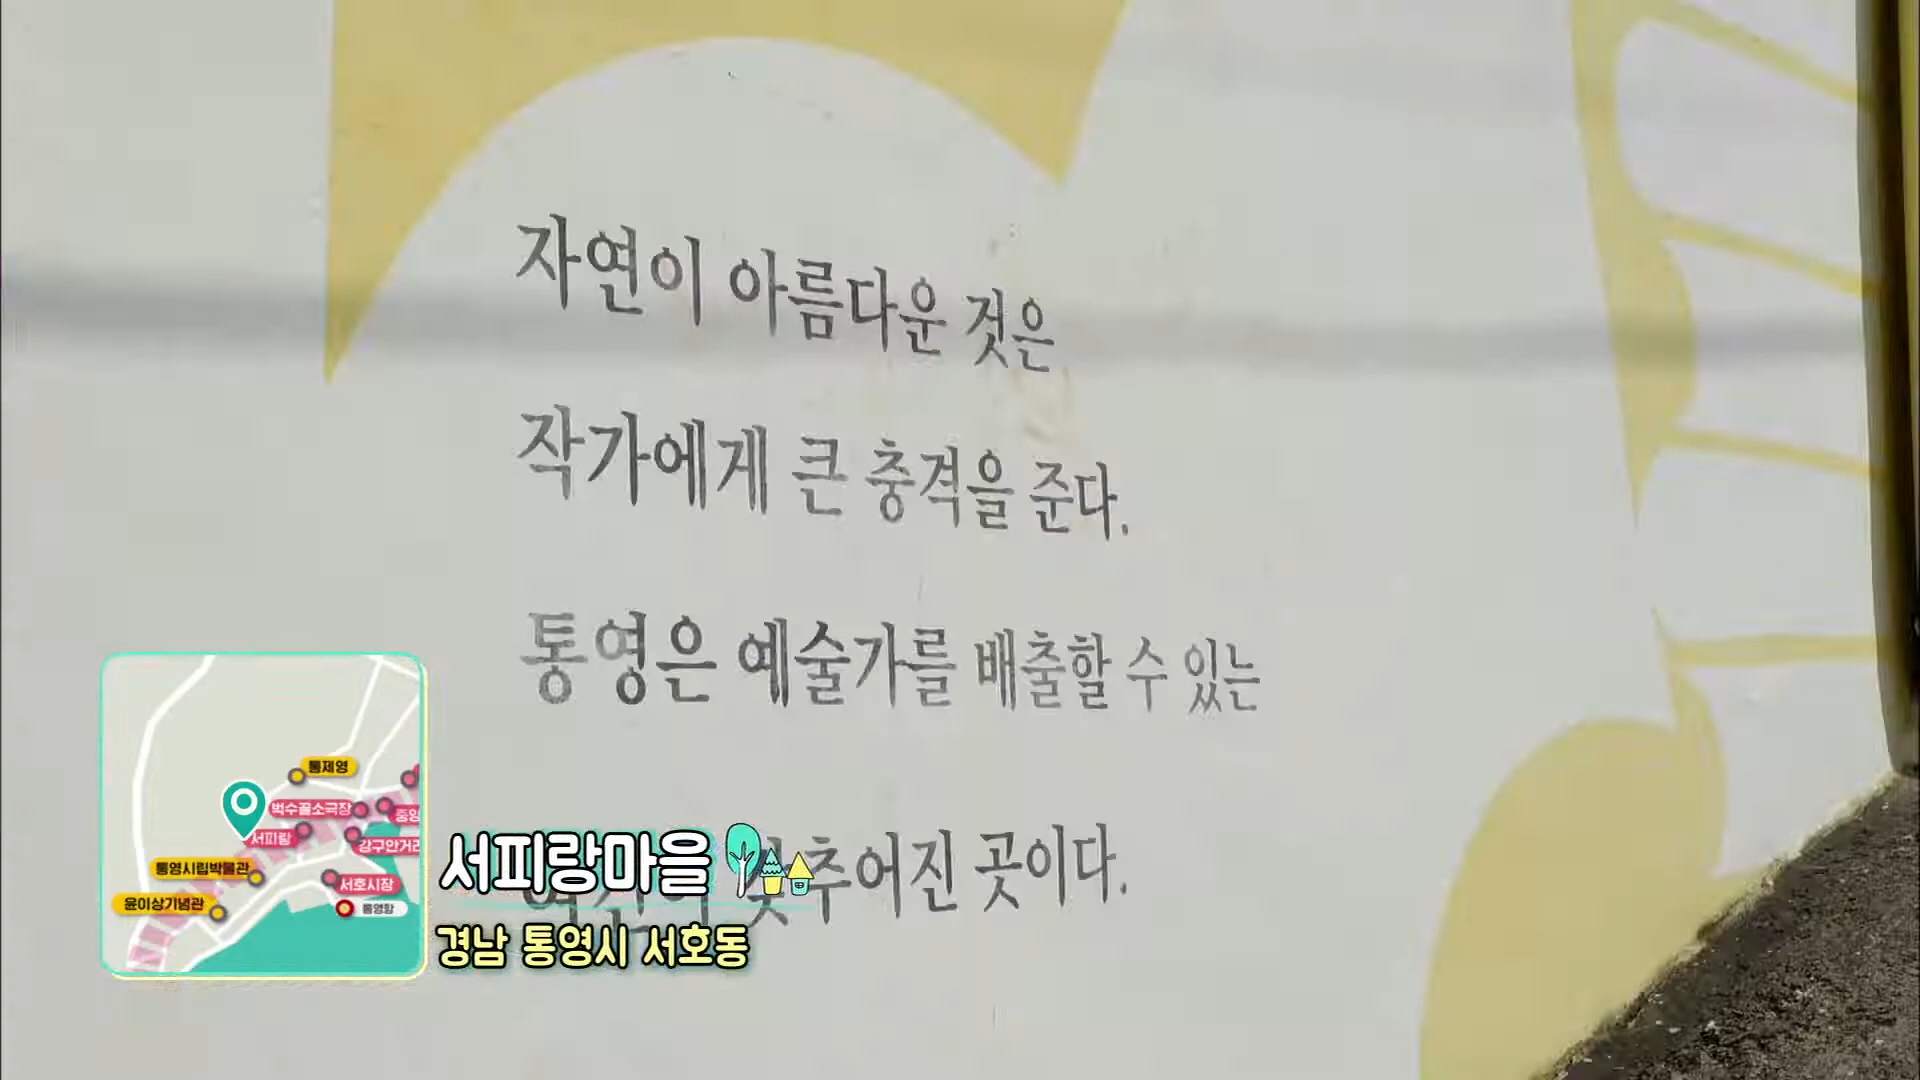 자연이 아름다운 것은
작가에게 큰 충격을 준다.
통영은 예술가를 배출할 수 있는
갖추어진 곳이다.
통제영
벅수골소극장
중앙
서피랑
강구안거리
통영시립박물관
서호시장
윤이상기념관
통영항
서피랑마을
경남 통영시 서호동